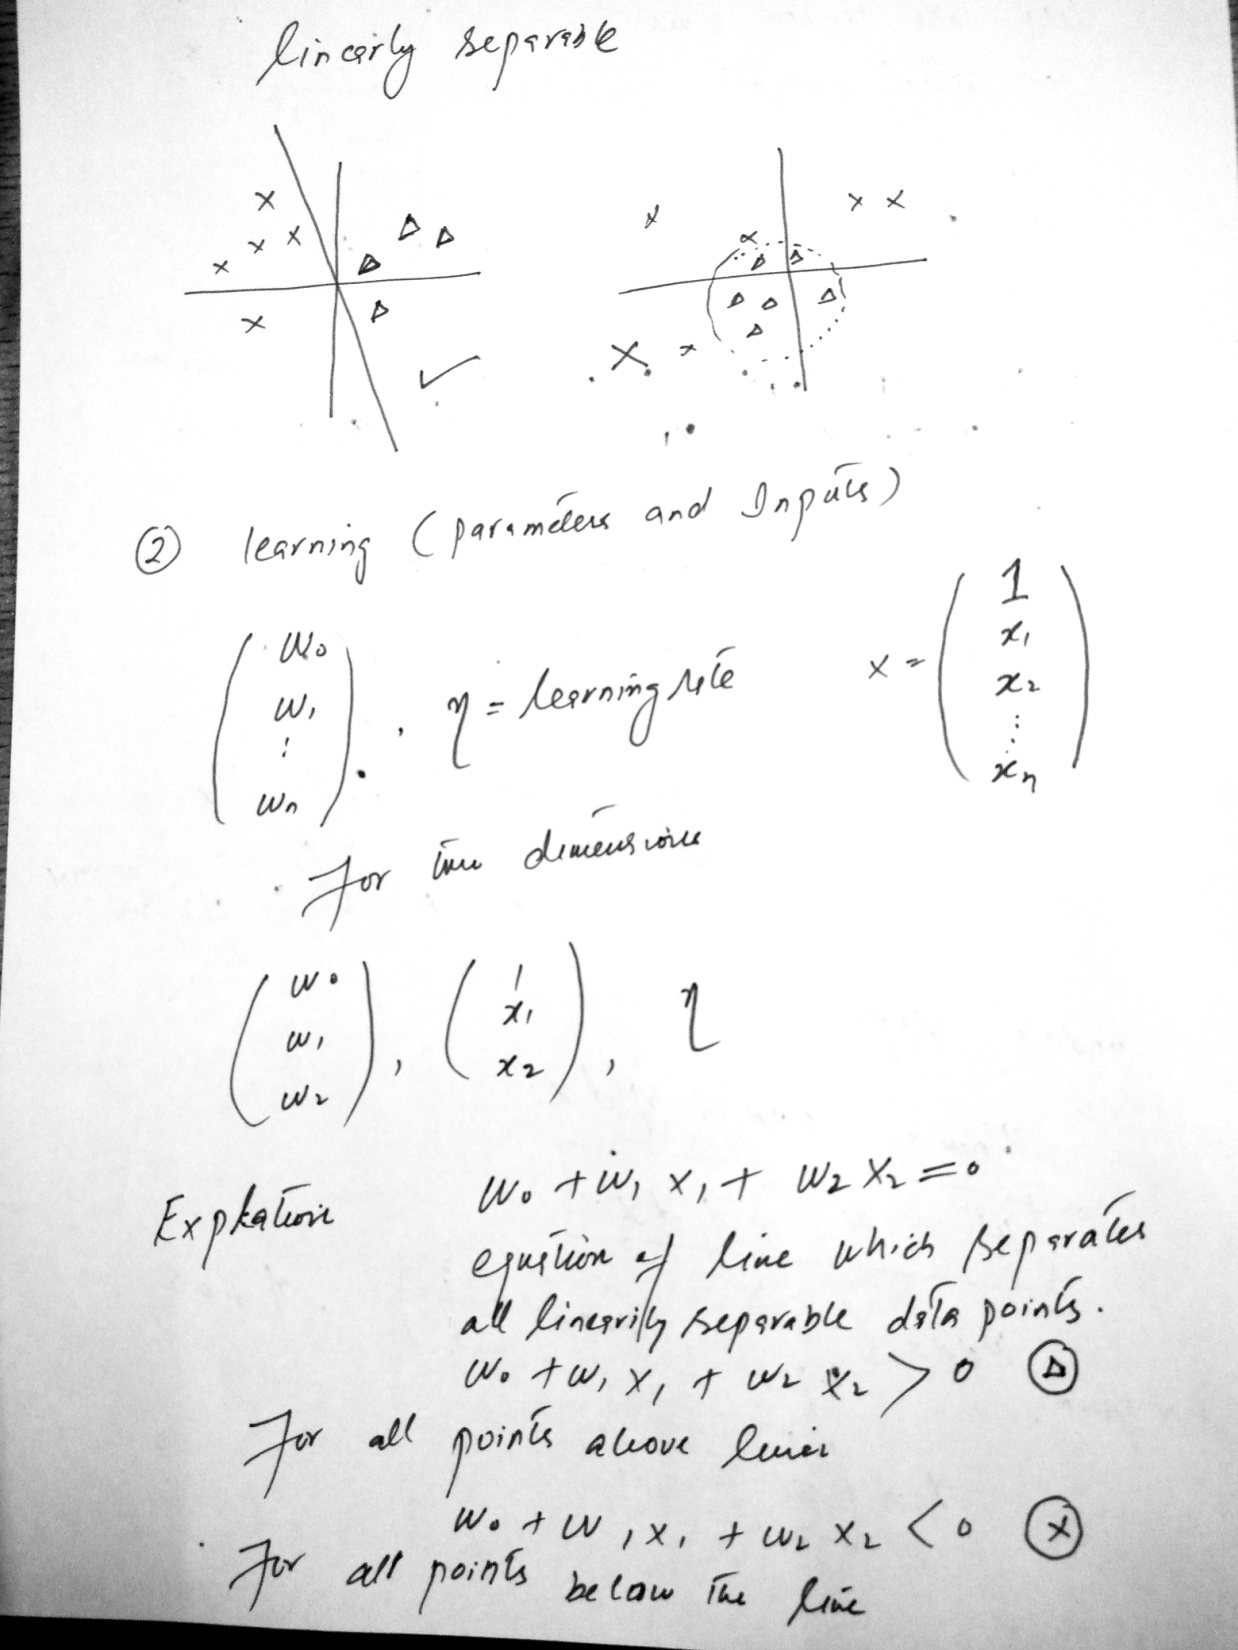 linearly separable
② learning (parameters and Inputs)
w₀
w₁
⋮
wₙ
, η = learning rate
x =
1
x₁
x₂
⋮
xₙ
For two dimensions
w₀
w₁
w₂
,
1
x₁
x₂
, η
Expltation w₀ + w₁ x₁ + w₂ x₂ = 0
equation of line which separates
all linearily separable data points.
w₀ + w₁ x₁ + w₂ x₂ > 0 Δ
For all points above line
w₀ + w₁ x₁ + w₂ x₂ < 0 x
For all points below the line